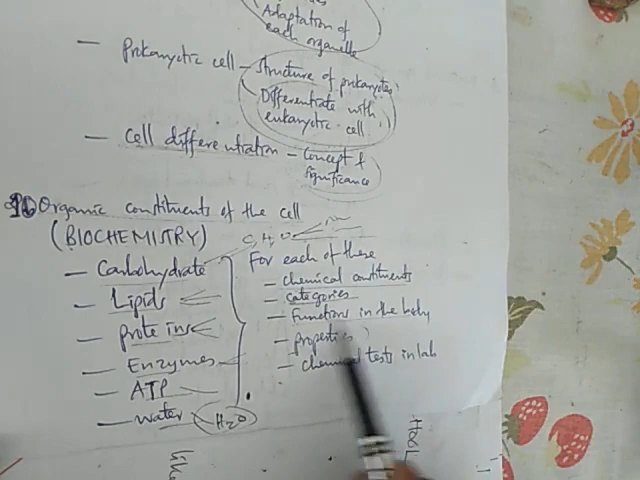 Adaptation of
each organelle
— Prokaryotic cell — Structure of prokaryotes
Differentiate with
eukaryotic cell
— Cell differentiation — Concept &
significance
Organic constituents of the cell
(BIOCHEMISTRY)
C, H, O
— Carbohydrate
— Lipids
— proteins
— Enzymes
— ATP
— water (H2O)
For each of these
— chemical constituents
— categories
— Functions in the body
— properties
— chemical tests in lab